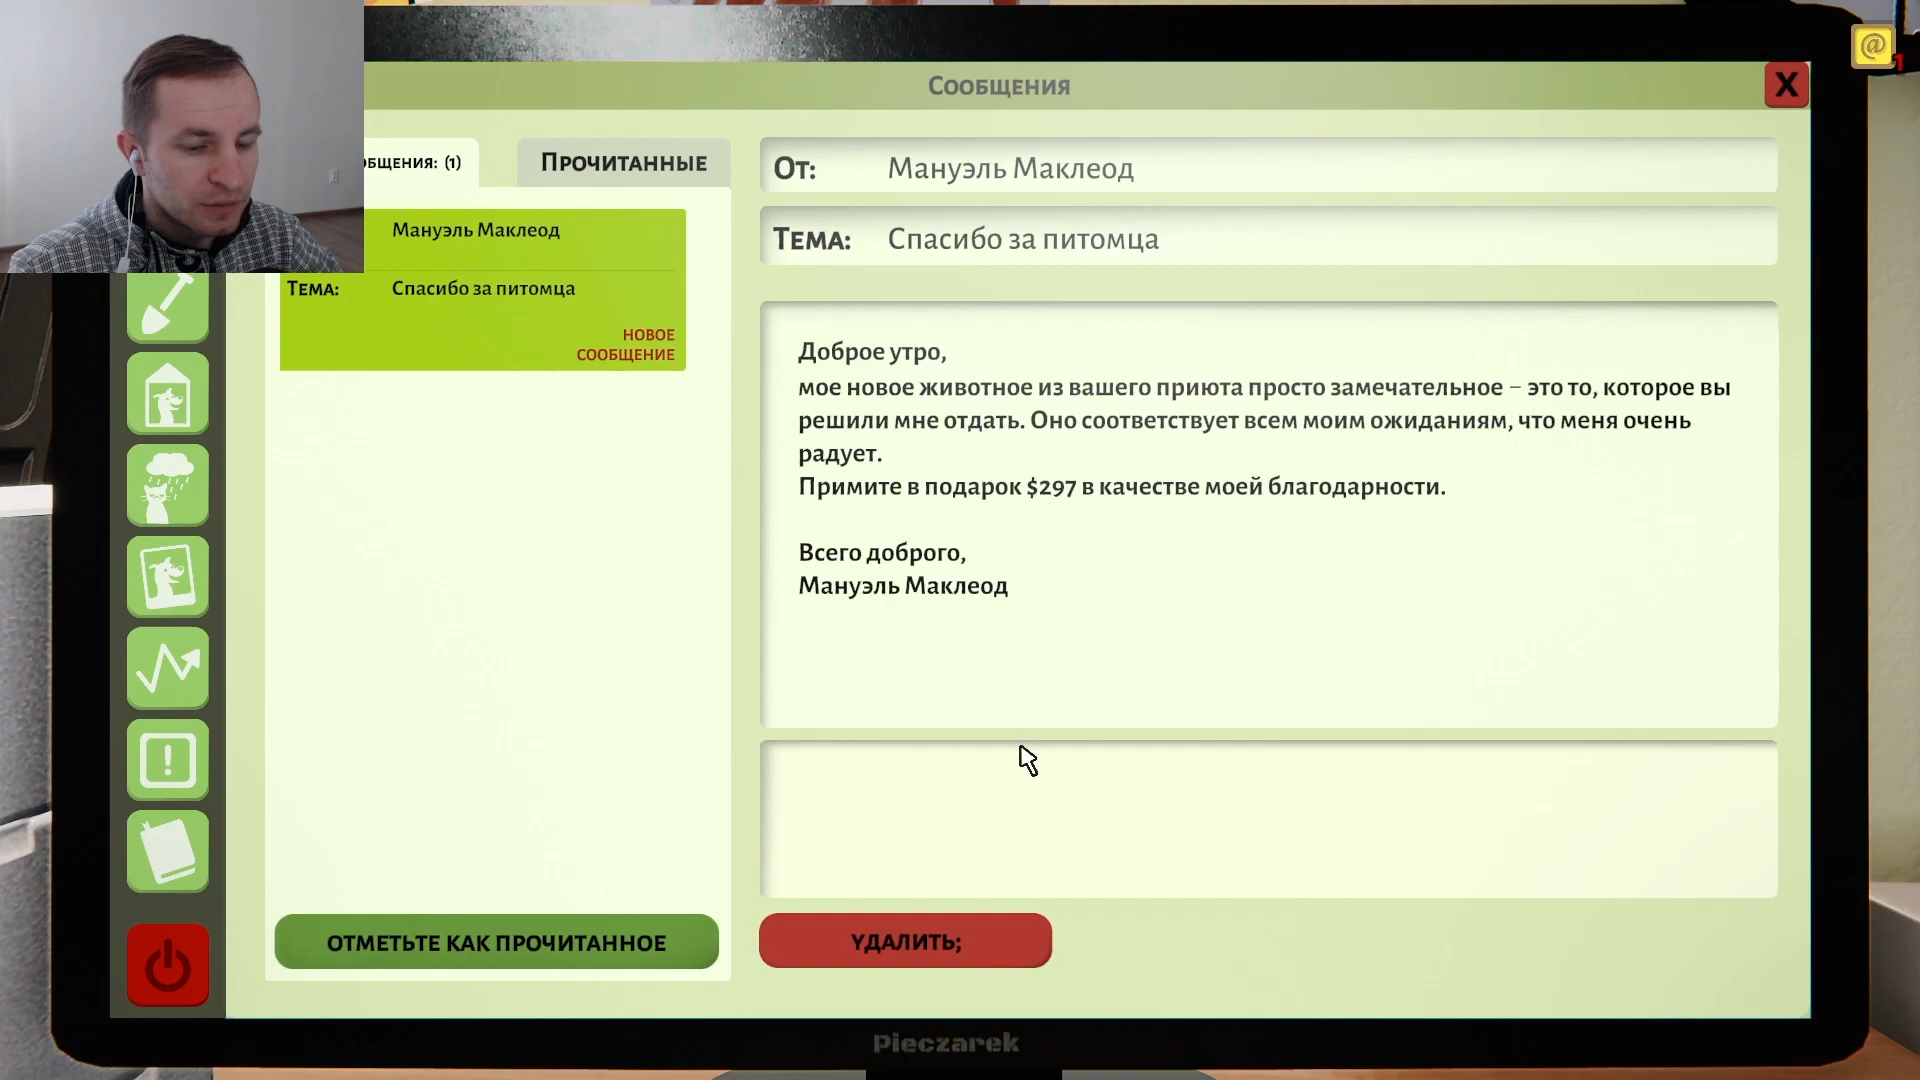 Сообщения
X
@
1
бщения: (1)
Прочитанные
Мануэль Маклеод
Тема: Спасибо за питомца
НОВОЕ
СООБЩЕНИЕ
От: Мануэль Маклеод
Тема: Спасибо за питомца
Доброе утро,
мое новое животное из вашего приюта просто замечательное – это то, которое вы
решили мне отдать. Оно соответствует всем моим ожиданиям, что меня очень
радует.
Примите в подарок $297 в качестве моей благодарности.
Всего доброго,
Мануэль Маклеод
ОТМЕТЬТЕ КАК ПРОЧИТАННОЕ
УДАЛИТЬ;
Pieczarek